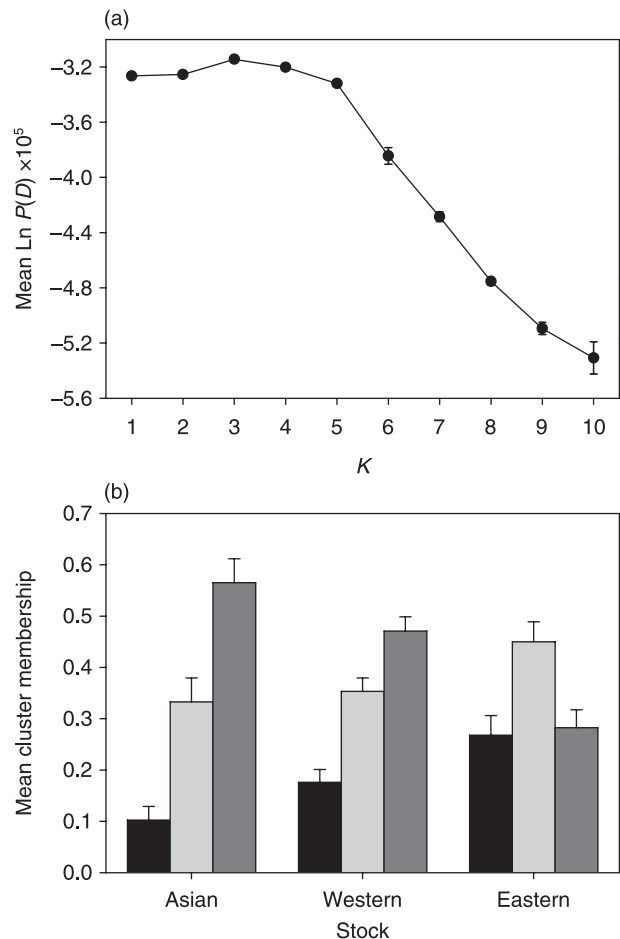 (a)
−3.2
−3.6
−4.0
−4.4
−4.8
−5.2
−5.6
Mean Ln P(D) ×10⁵
1 2 3 4 5 6 7 8 9 10
K
(b)
0.7
0.6
0.5
0.4
0.3
0.2
0.1
0.0
Mean cluster membership
Asian Western Eastern
Stock